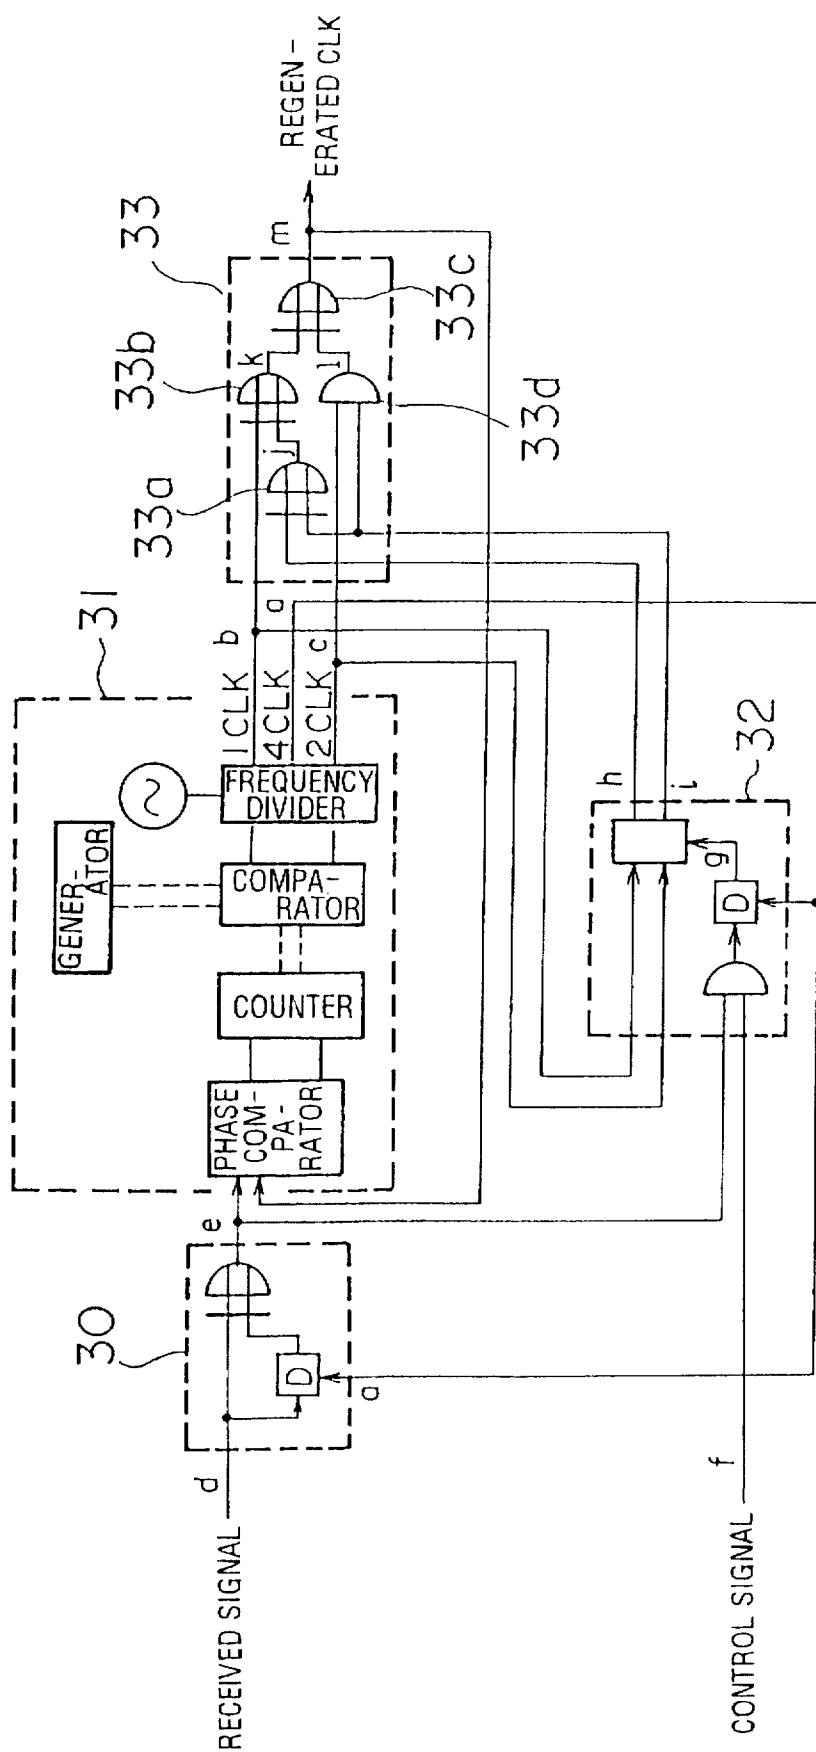 RECEIVED SIGNAL
d
30
D
a
e
31
PHASE
COM-
PA-
RATOR
COUNTER
COMPA-
RATOR
GENER-
ATOR
FREQUENCY
DIVIDER
1CLK
4CLK
2CLK
b
a
c
33
33a
33b
33c
33d
j
k
l
m
REGEN-
ERATED CLK
CONTROL SIGNAL
f
D
g
h
i
32